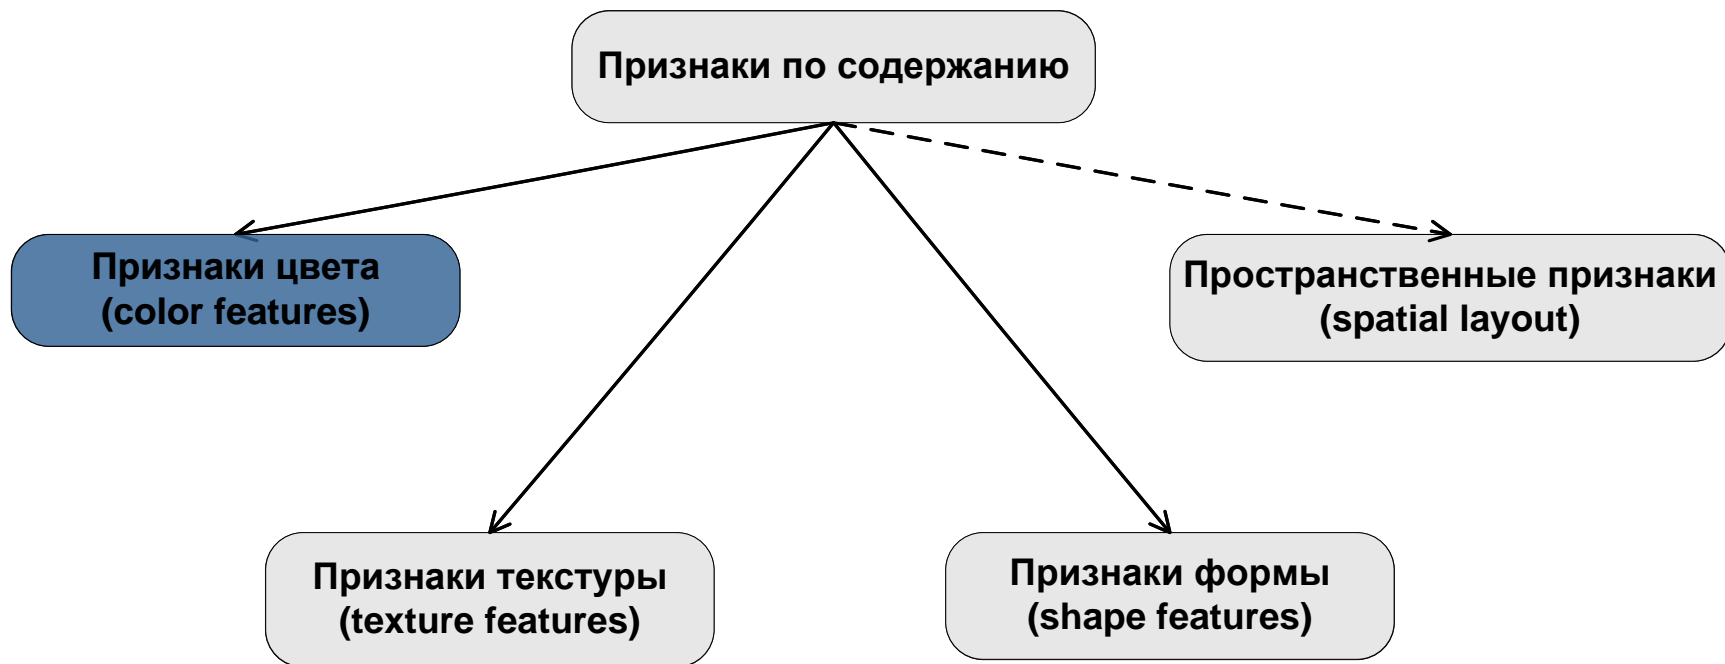 Признаки по содержанию
Признаки цвета
(color features)
Пространственные признаки
(spatial layout)
Признаки текстуры
(texture features)
Признаки формы
(shape features)